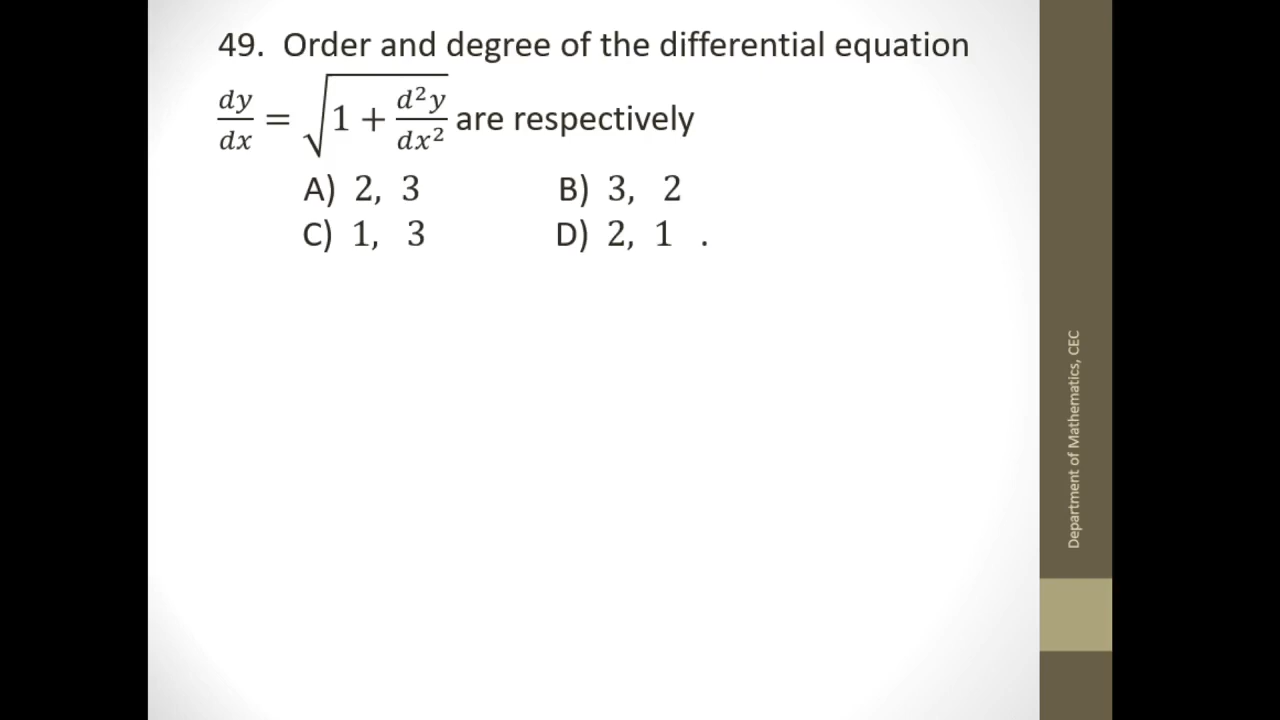 49. Order and degree of the differential equation
dy/dx = √(1 + d²y/dx²) are respectively
A) 2, 3 B) 3, 2
C) 1, 3 D) 2, 1 .
Department of Mathematics, CEC